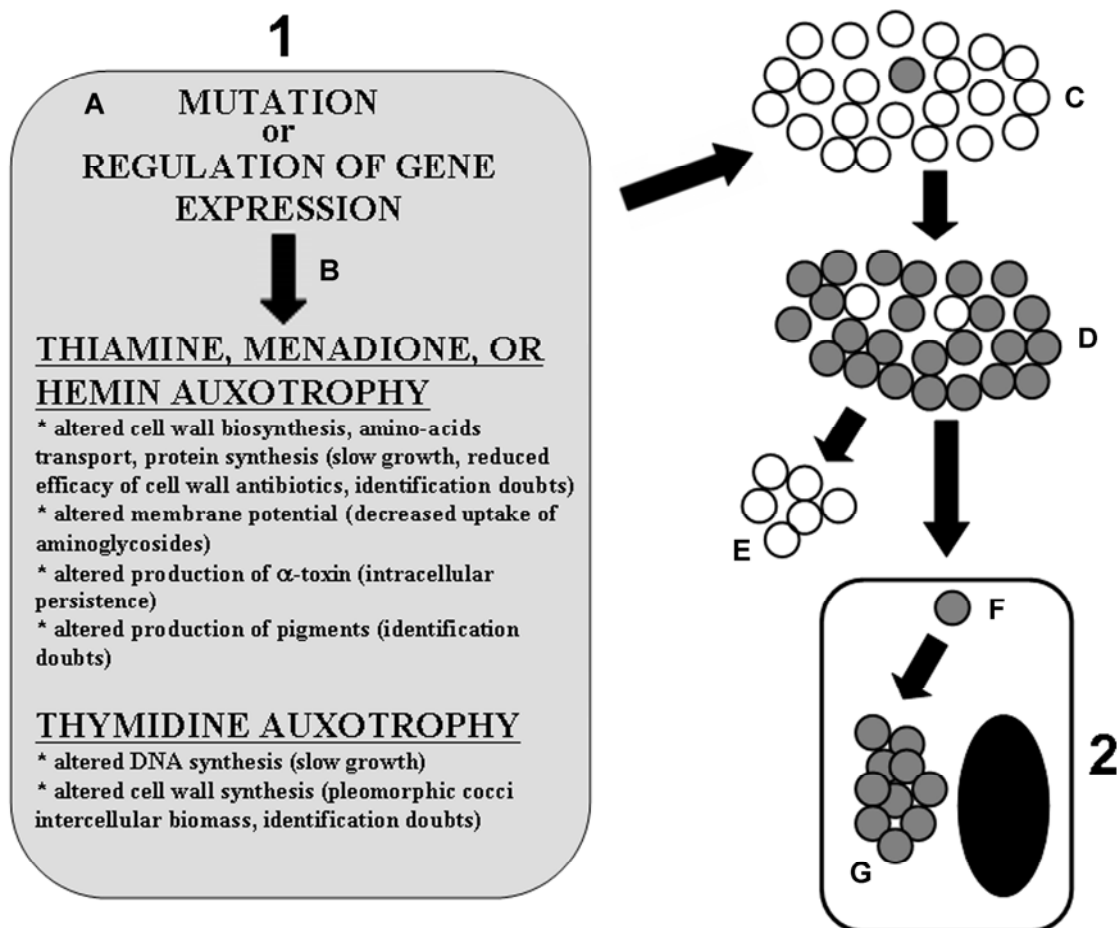 1
A MUTATION
or
REGULATION OF GENE
EXPRESSION
B
THIAMINE, MENADIONE, OR
HEMIN AUXOTROPHY
* altered cell wall biosynthesis, amino-acids
transport, protein synthesis (slow growth, reduced
efficacy of cell wall antibiotics, identification doubts)
* altered membrane potential (decreased uptake of
aminoglycosides)
* altered production of α-toxin (intracellular
persistence)
* altered production of pigments (identification
doubts)
THYMIDINE AUXOTROPHY
* altered DNA synthesis (slow growth)
* altered cell wall synthesis (pleomorphic cocci
intercellular biomass, identification doubts)
C
D
E
F
2
G